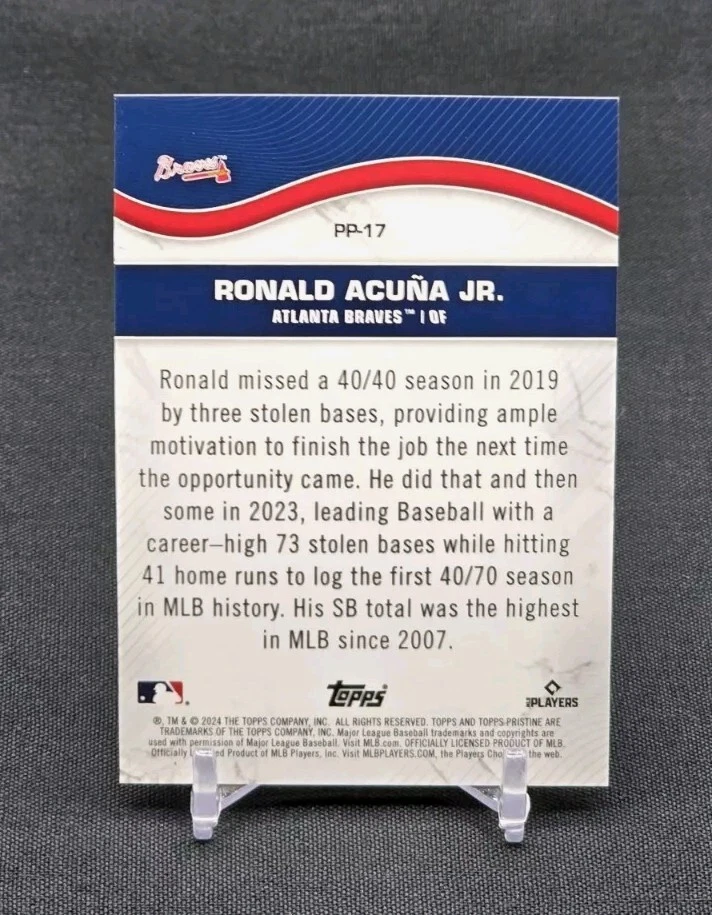 Braves
PP-17
RONALD ACUÑA JR.
ATLANTA BRAVES™ | OF
Ronald missed a 40/40 season in 2019
by three stolen bases, providing ample
motivation to finish the job the next time
the opportunity came. He did that and then
some in 2023, leading Baseball with a
career–high 73 stolen bases while hitting
41 home runs to log the first 40/70 season
in MLB history. His SB total was the highest
in MLB since 2007.
topps®
MLBPLAYERS
®, TM & © 2024 THE TOPPS COMPANY, INC. ALL RIGHTS RESERVED. TOPPS AND TOPPS PRISTINE ARE
TRADEMARKS OF THE TOPPS COMPANY, INC. Major League Baseball trademarks and copyrights are
used with permission of Major League Baseball. Visit MLB.com. OFFICIALLY LICENSED PRODUCT OF MLB.
Officially Product of MLB Players, Inc. Visit MLBPLAYERS.COM, the Players the web.